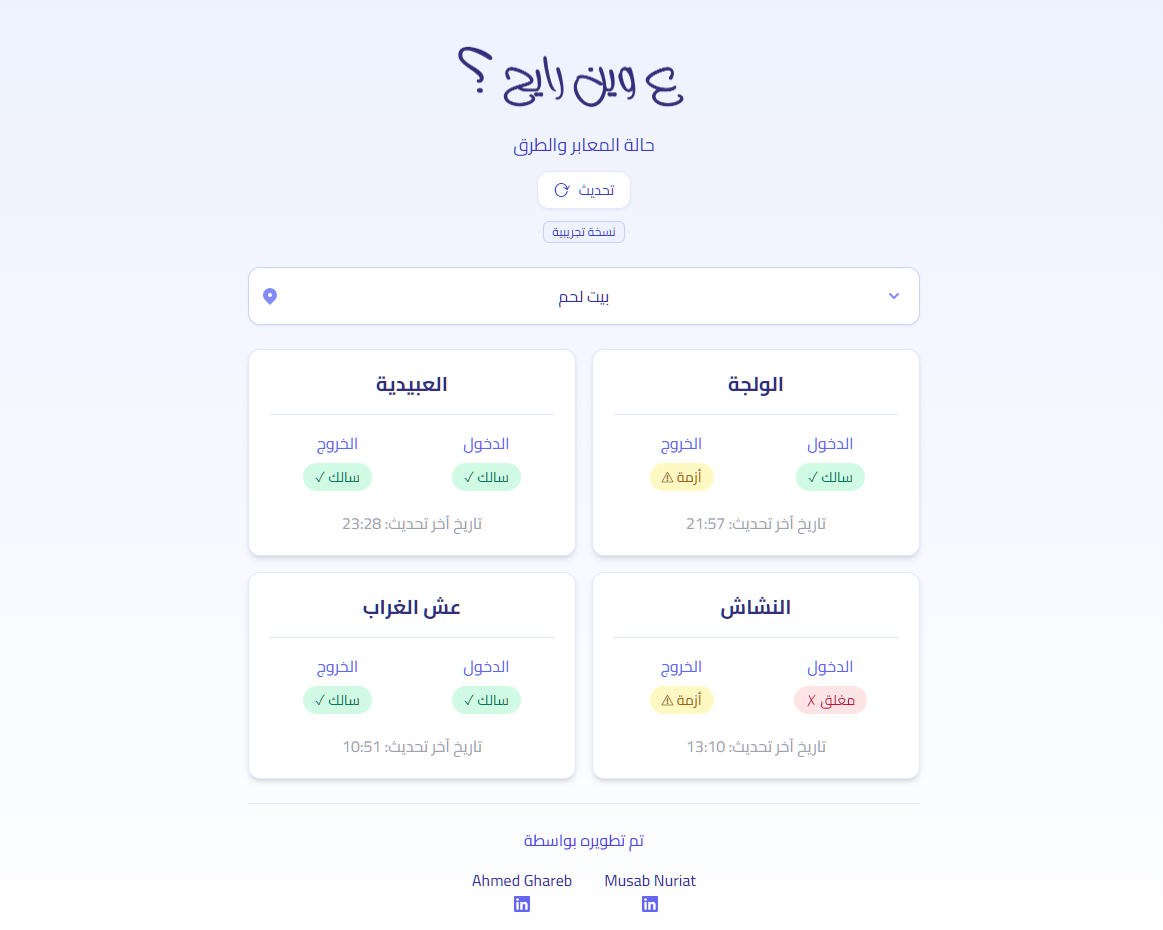 ع وين رايح ؟
حالة المعابر والطرق
تحديث
نسخة تجريبية
بيت لحم
الولجة
الدخول الخروج
سالك ✓ أزمة ⚠
تاريخ آخر تحديث: 21:57
العبيدية
الدخول الخروج
سالك ✓ سالك ✓
تاريخ آخر تحديث: 23:28
النشاش
الدخول الخروج
مغلق ✗ أزمة ⚠
تاريخ آخر تحديث: 13:10
عش الغراب
الدخول الخروج
سالك ✓ سالك ✓
تاريخ آخر تحديث: 10:51
تم تطويره بواسطة
Musab Nuriat
Ahmed Ghareb